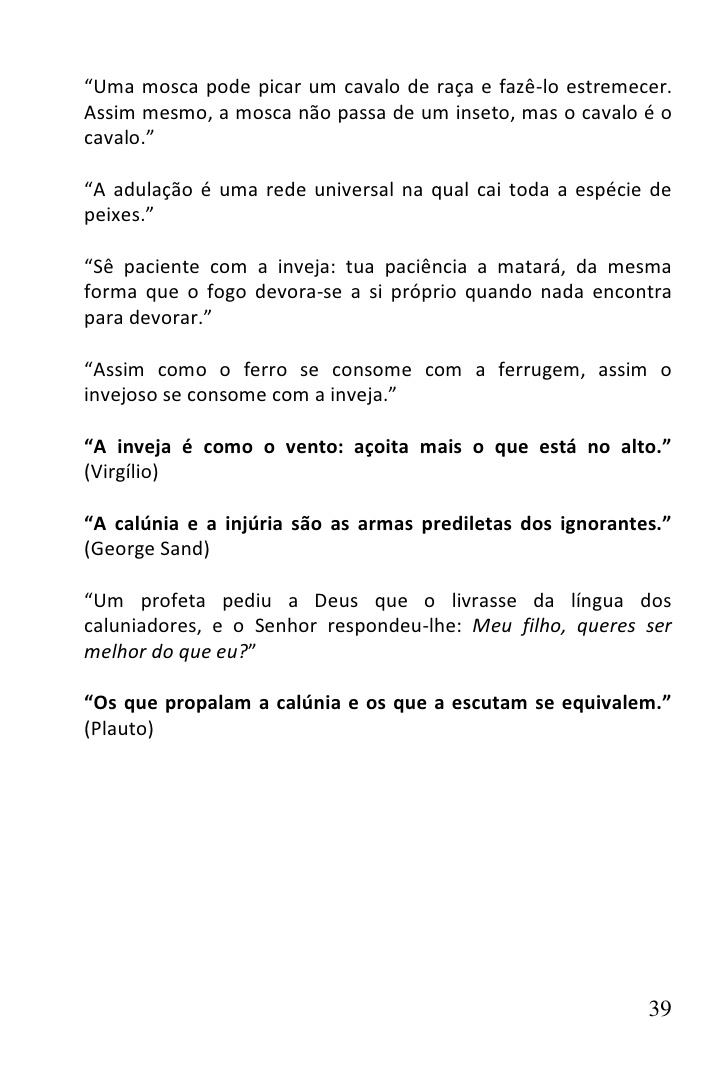 “Uma mosca pode picar um cavalo de raça e fazê-lo estremecer.
Assim mesmo, a mosca não passa de um inseto, mas o cavalo é o
cavalo.”
“A adulação é uma rede universal na qual cai toda a espécie de
peixes.”
“Sê paciente com a inveja: tua paciência a matará, da mesma
forma que o fogo devora-se a si próprio quando nada encontra
para devorar.”
“Assim como o ferro se consome com a ferrugem, assim o
invejoso se consome com a inveja.”
“A inveja é como o vento: açoita mais o que está no alto.”
(Virgílio)
“A calúnia e a injúria são as armas prediletas dos ignorantes.”
(George Sand)
“Um profeta pediu a Deus que o livrasse da língua dos
caluniadores, e o Senhor respondeu-lhe: Meu filho, queres ser
melhor do que eu?”
“Os que propalam a calúnia e os que a escutam se equivalem.”
(Plauto)
39